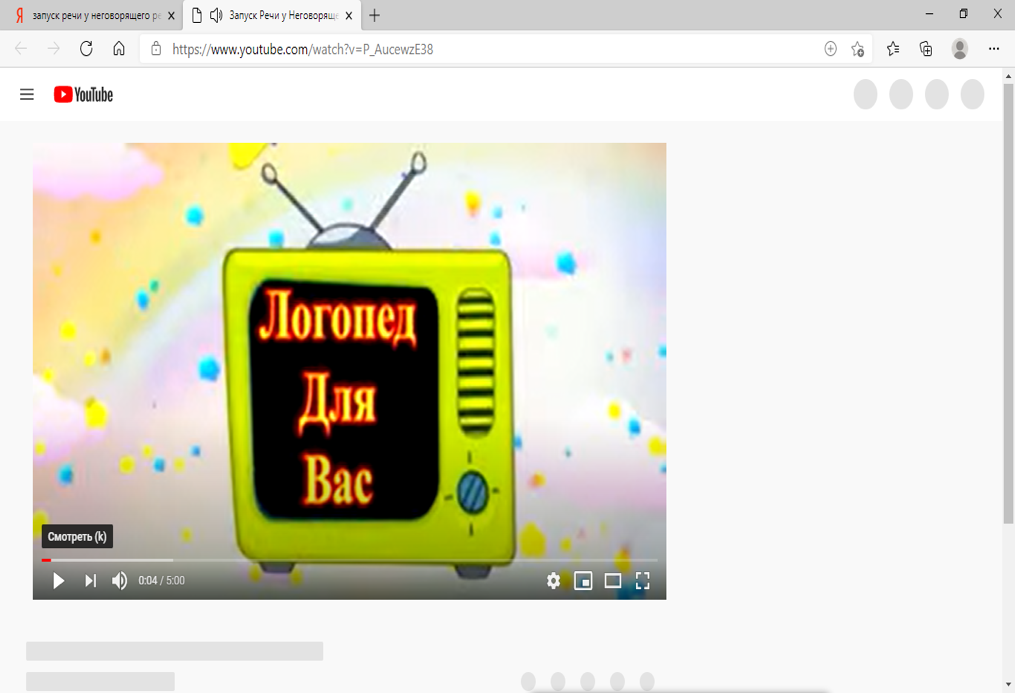 запуск речи у неговорящего ре
Запуск Речи у Неговоряще
https://www.youtube.com/watch?v=P_AucewzE38
YouTube
Логопед
Для
Вас
Смотреть (k)
0:04 / 5:00